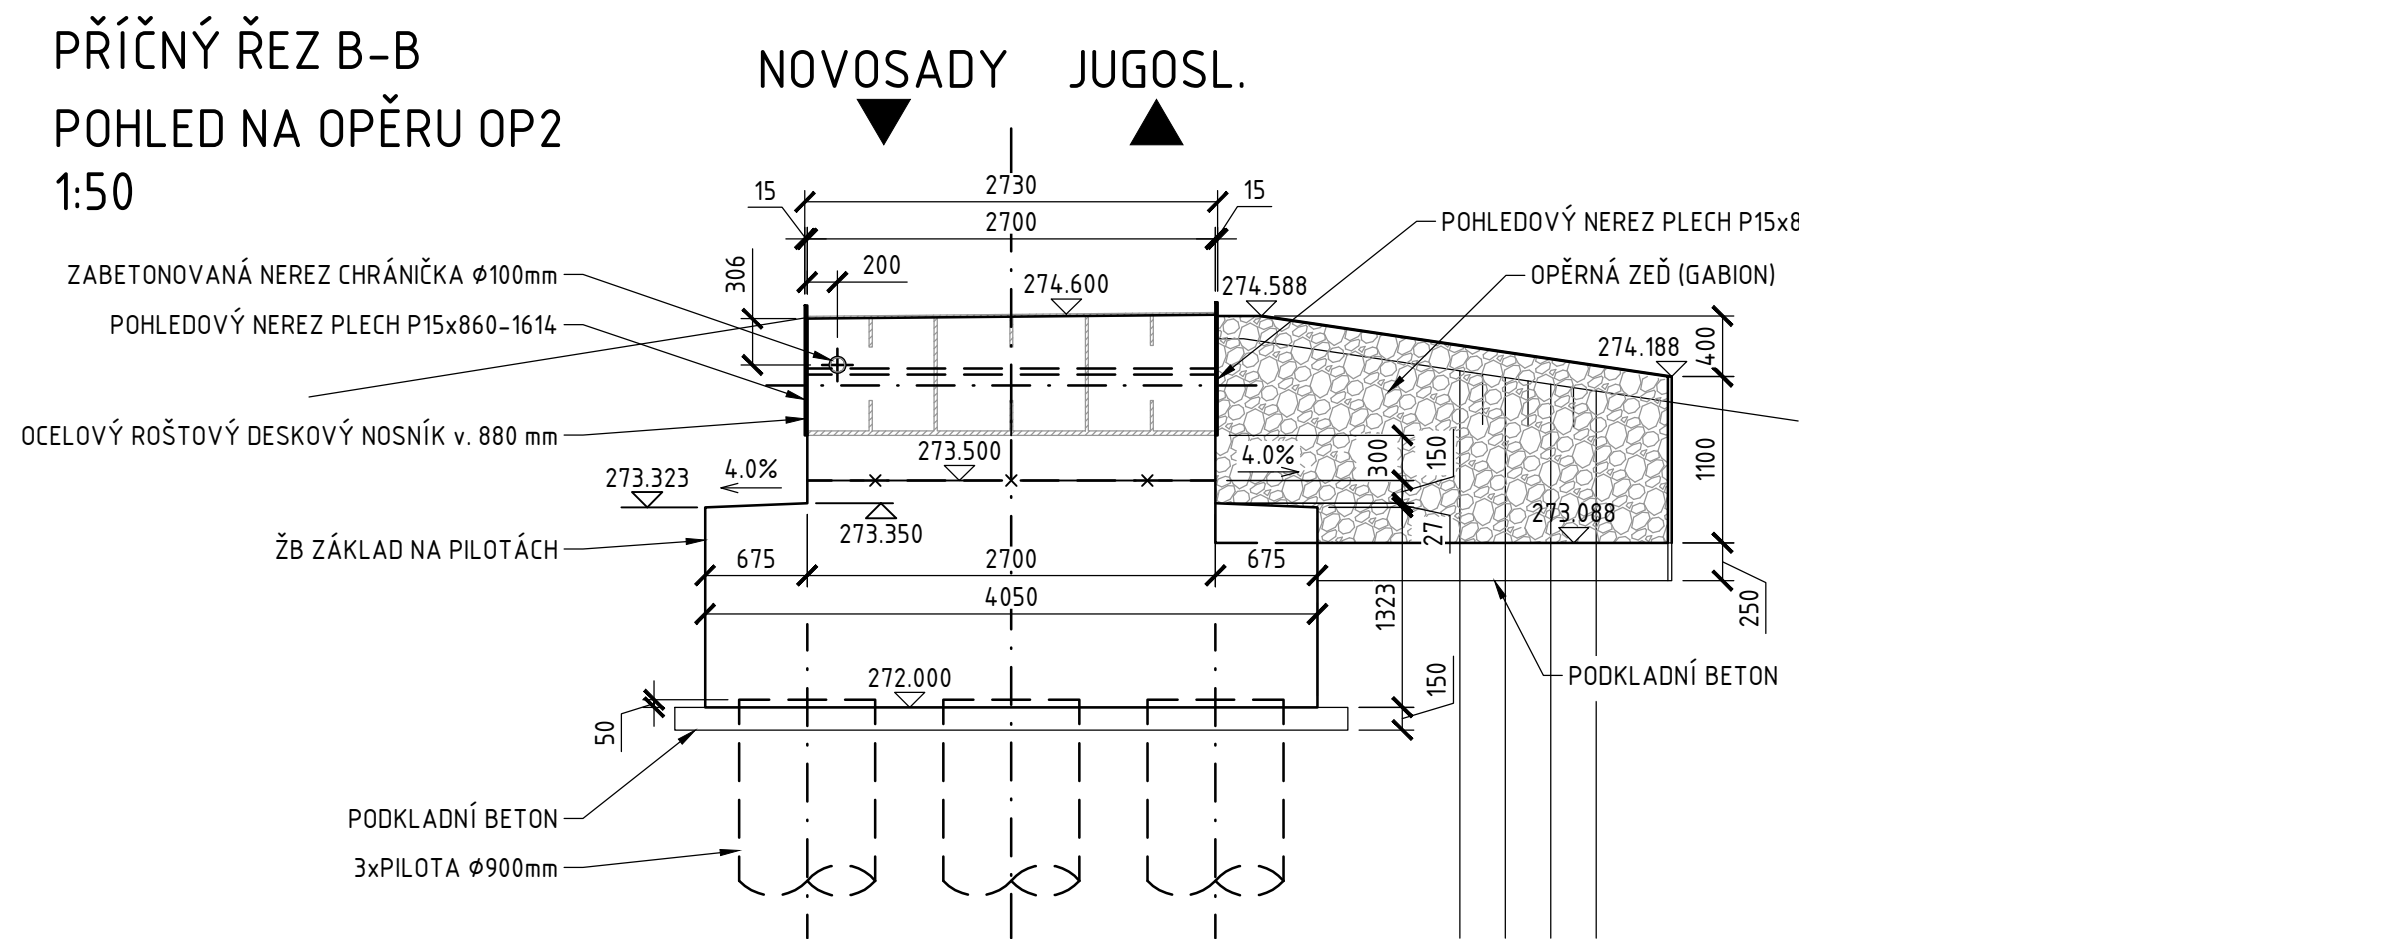 PŘÍČNÝ ŘEZ B-B
POHLED NA OPĚRU OP2
1:50
NOVOSADY JUGOSL.
2730
15
15
2700
200
306
ZABETONOVANÁ NEREZ CHRÁNIČKA Ø100mm
POHLEDOVÝ NEREZ PLECH P15x860-1614
OCELOVÝ ROŠTOVÝ DESKOVÝ NOSNÍK v. 880 mm
POHLEDOVÝ NEREZ PLECH P15x8
OPĚRNÁ ZEĎ (GABION)
274.600
274.588
274.188
400
1100
250
273.500
4.0%
4.0%
300
150
273.323
273.350
273.088
27
ŽB ZÁKLAD NA PILOTÁCH
675
2700
675
4050
1323
272.000
150
50
PODKLADNÍ BETON
PODKLADNÍ BETON
3xPILOTA Ø900mm